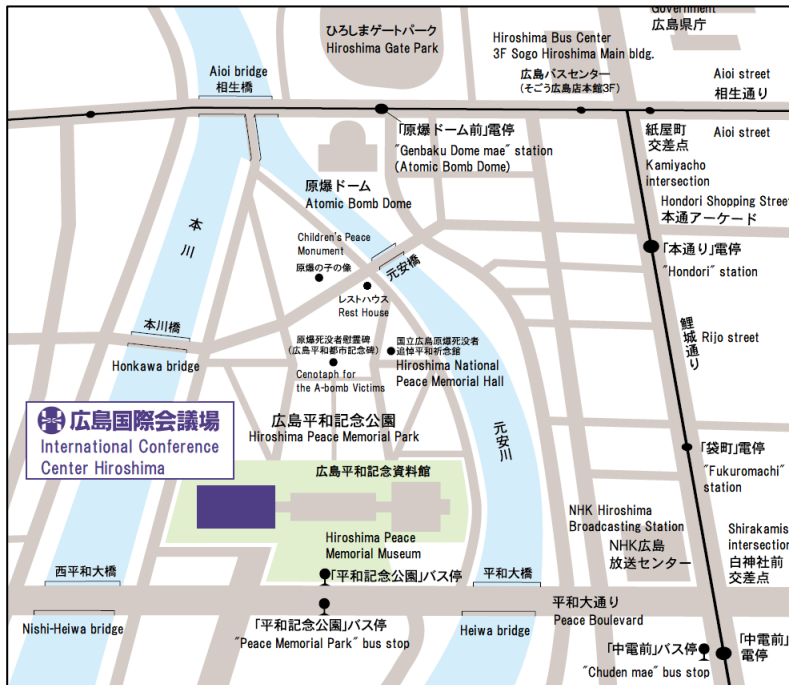 Government
広島県庁
ひろしまゲートパーク
Hiroshima Gate Park
Hiroshima Bus Center
3F Sogo Hiroshima Main bldg.
広島バスセンター
(そごう広島店本館3F)
Aioi bridge
相生橋
Aioi street
相生通り
「原爆ドーム前」電停
"Genbaku Dome mae" station
(Atomic Bomb Dome)
紙屋町
交差点
Kamiyacho
intersection
Aioi street
原爆ドーム
Atomic Bomb Dome
Hondori Shopping Street
本通アーケード
本川
Children's Peace
Monument
原爆の子の像
元安橋
「本通り」電停
"Hondori" station
レストハウス
Rest House
本川橋
Honkawa bridge
原爆死没者慰霊碑
(広島平和都市記念碑)
Cenotaph for
the A-bomb Victims
国立広島原爆死没者
追悼平和祈念館
Hiroshima National
Peace Memorial Hall
鯉城通り
Rijo street
広島国際会議場
International Conference
Center Hiroshima
広島平和記念公園
Hiroshima Peace Memorial Park
元安川
「袋町」電停
"Fukuromachi"
station
広島平和記念資料館
Hiroshima Peace
Memorial Museum
NHK Hiroshima
Broadcasting Station
NHK広島
放送センター
Shirakamis
intersection
白神社前
交差点
西平和大橋
「平和記念公園」バス停
平和大橋
平和大通り
Peace Boulevard
Nishi-Heiwa bridge
「平和記念公園」バス停
"Peace Memorial Park" bus stop
Heiwa bridge
「中電前」バス停
"Chuden mae" bus stop
「中電前」
電停